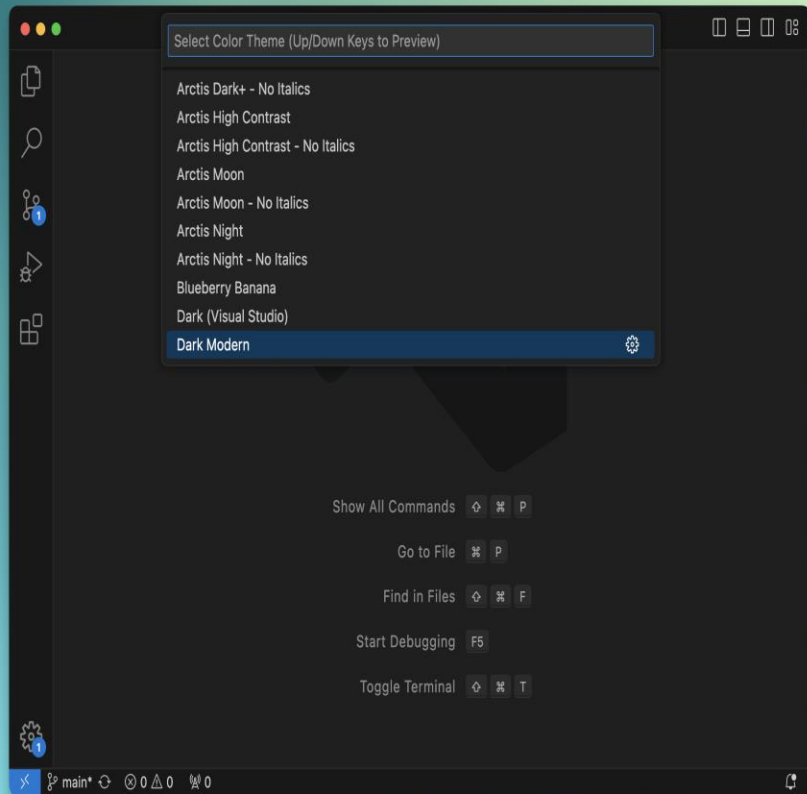 Select Color Theme (Up/Down Keys to Preview)
Arctis Dark+ - No Italics
Arctis High Contrast
Arctis High Contrast - No Italics
Arctis Moon
Arctis Moon - No Italics
Arctis Night
Arctis Night - No Italics
Blueberry Banana
Dark (Visual Studio)
Dark Modern
Show All Commands ⇧ ⌘ P
Go to File ⌘ P
Find in Files ⇧ ⌘ F
Start Debugging F5
Toggle Terminal ⇧ ⌘ T
1
1
main* 0 0 0